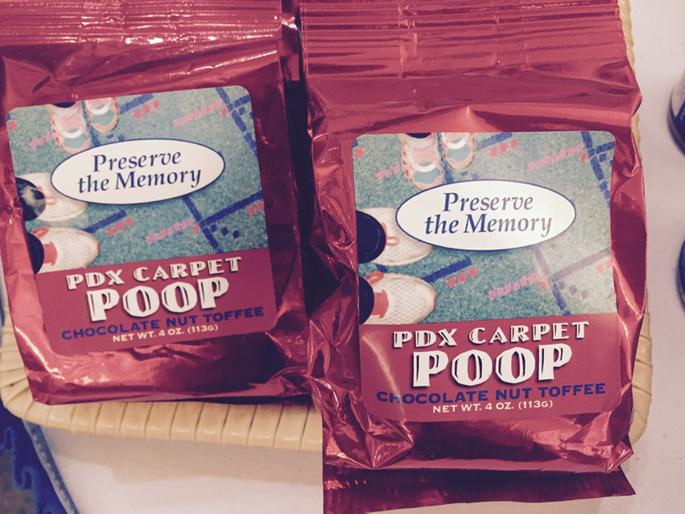 Preserve
the Memory
PDX CARPET
POOP
CHOCOLATE NUT TOFFEE
NET WT. 4 OZ. (113G)
Preserve
the Memory
PDX CARPET
POOP
CHOCOLATE NUT TOFFEE
NET WT. 4 OZ. (113G)